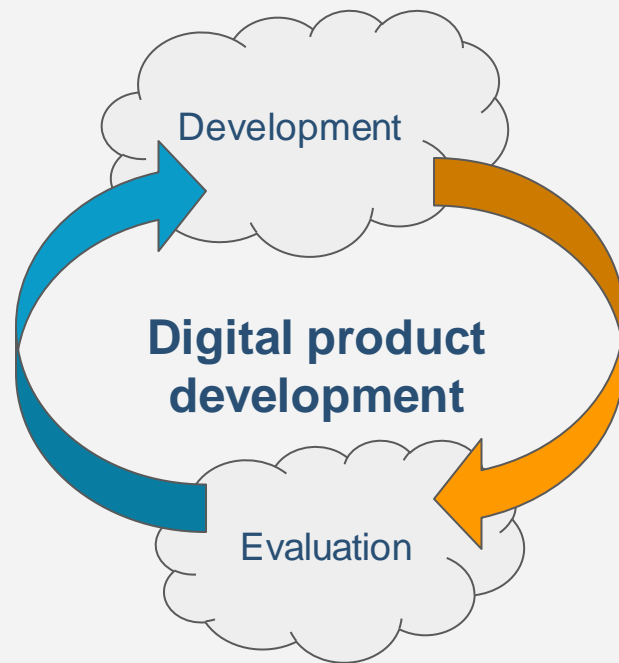 Development
Digital product
development
Evaluation